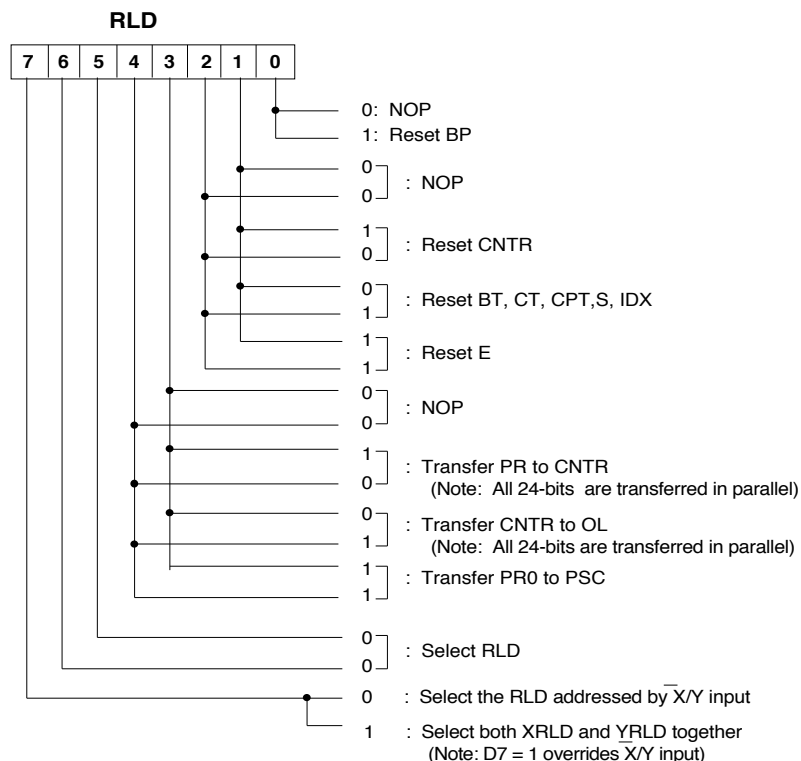 RLD
7 6 5 4 3 2 1 0
0: NOP
1: Reset BP
0
0 : NOP
1
0 : Reset CNTR
0
1 : Reset BT, CT, CPT,S, IDX
1
1 : Reset E
0
0 : NOP
1
0 : Transfer PR to CNTR
(Note: All 24-bits are transferred in parallel)
0
1 : Transfer CNTR to OL
(Note: All 24-bits are transferred in parallel)
1
1 : Transfer PR0 to PSC
0
0 : Select RLD
0 : Select the RLD addressed by X̅/Y input
1 : Select both XRLD and YRLD together
(Note: D7 = 1 overrides X̅/Y input)